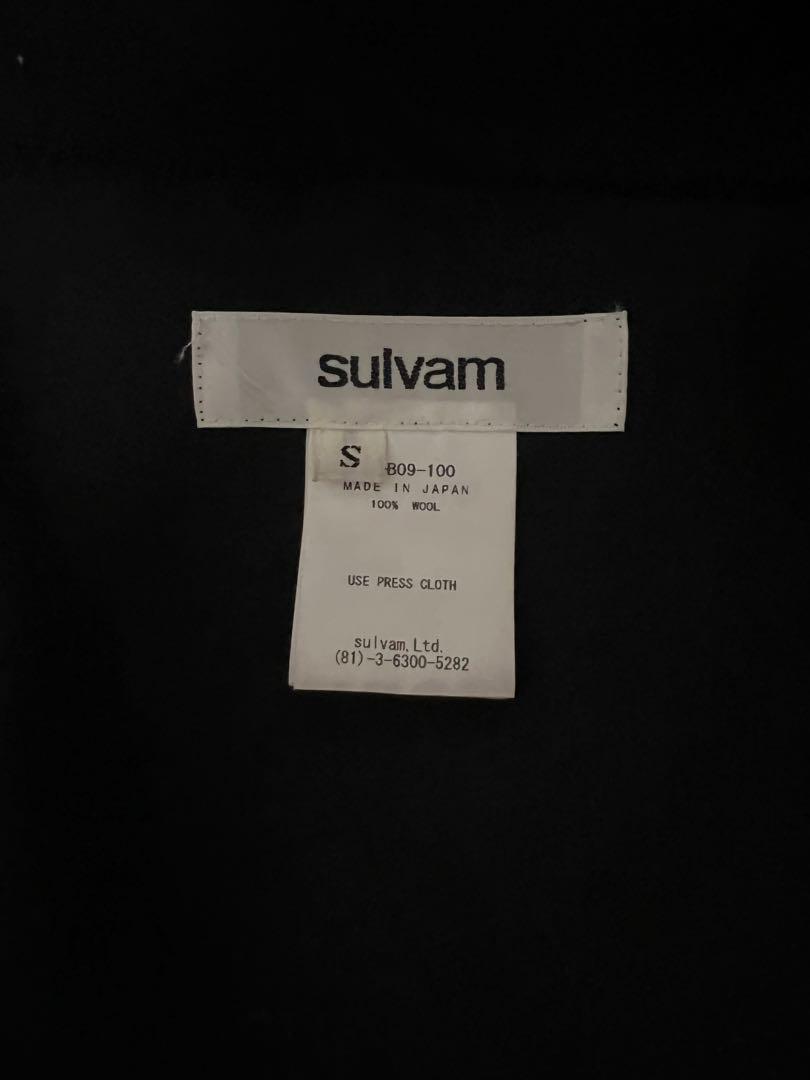 sulvam
S
B09-100
MADE IN JAPAN
100% WOOL
USE PRESS CLOTH
sulvam, Ltd.
(81)-3-6300-5282